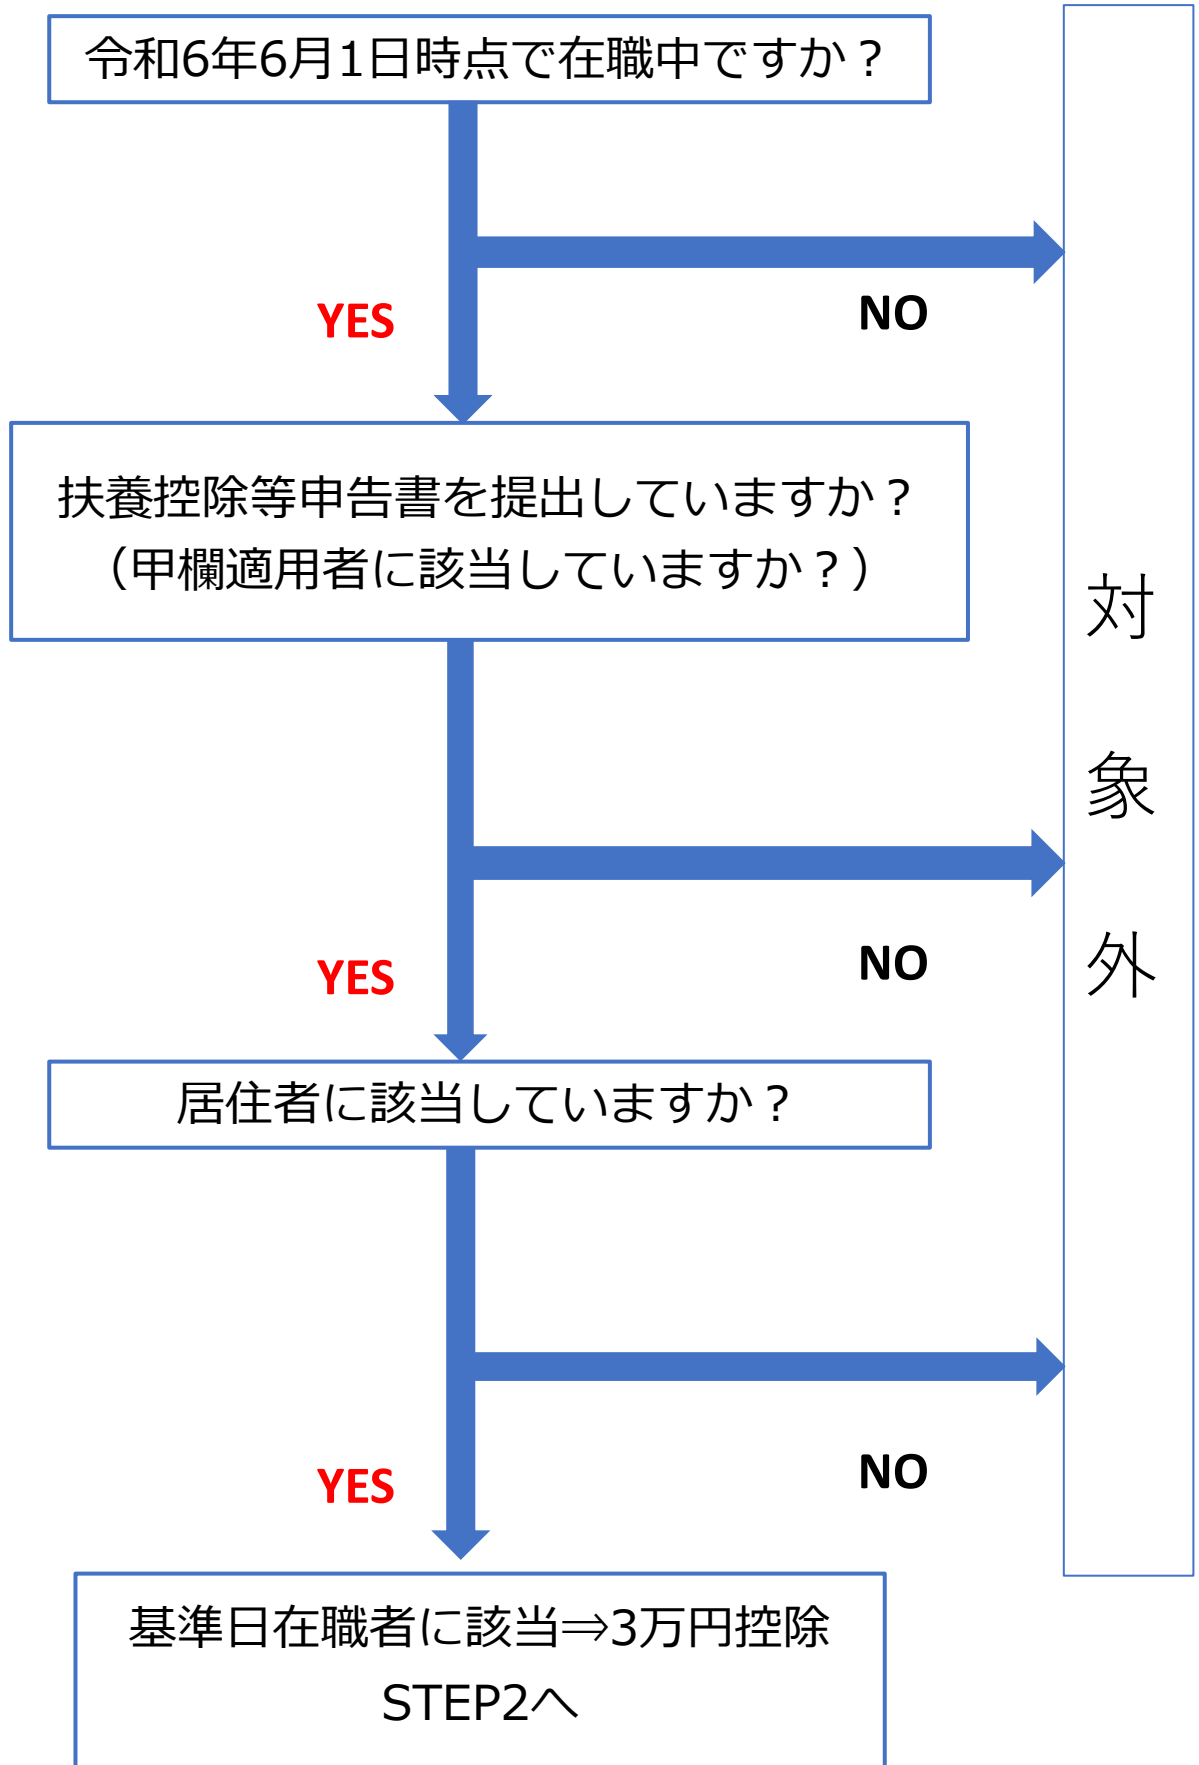 令和6年6月1日時点で在職中ですか？
YES
NO
扶養控除等申告書を提出していますか？
（甲欄適用者に該当していますか？）
YES
NO
居住者に該当していますか？
YES
NO
基準日在職者に該当⇒3万円控除
STEP2へ
対
象
外